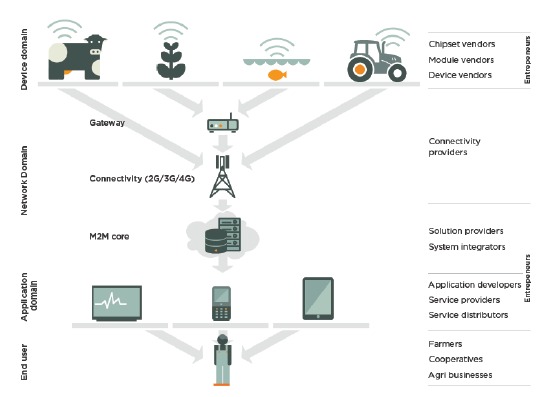 Device domain
Chipset vendors
Module vendors
Device vendors
Entrepeneurs
Gateway
Network Domain
Connectivity (2G/3G/4G)
Connectivity
providers
M2M core
Solution providers
System integrators
Application
domain
Application developers
Service providers
Service distributors
Entrepeneurs
End user
Farmers
Cooperatives
Agri businesses